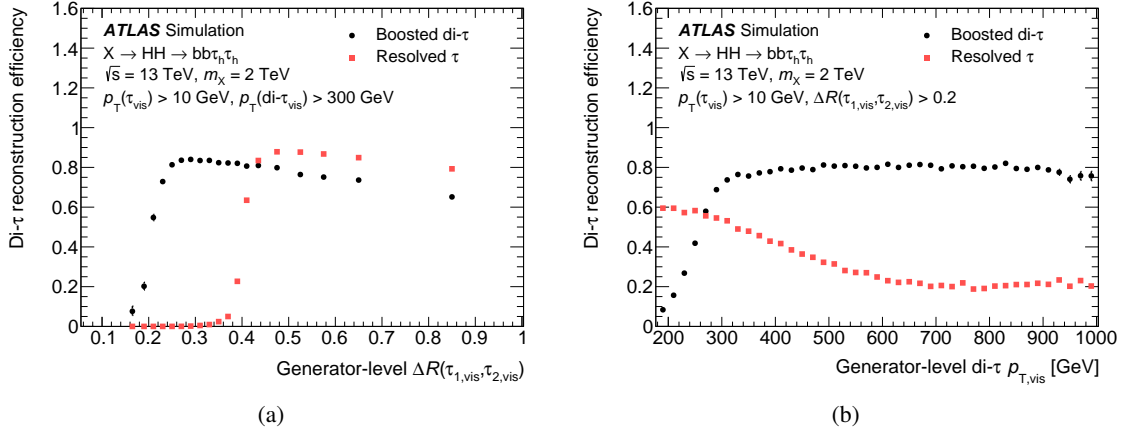 Di-τ reconstruction efficiency
1.6
1.4
1.2
1
0.8
0.6
0.4
0.2
0
ATLAS Simulation
X → HH → bbτhτh
√s = 13 TeV, mX = 2 TeV
pT(τvis) > 10 GeV, pT(di-τvis) > 300 GeV
Boosted di-τ
Resolved τ
0.1 0.2 0.3 0.4 0.5 0.6 0.7 0.8 0.9 1
Generator-level ΔR(τ1,vis,τ2,vis)
(a)
Di-τ reconstruction efficiency
1.6
1.4
1.2
1
0.8
0.6
0.4
0.2
0
ATLAS Simulation
X → HH → bbτhτh
√s = 13 TeV, mX = 2 TeV
pT(τvis) > 10 GeV, ΔR(τ1,vis,τ2,vis) > 0.2
Boosted di-τ
Resolved τ
200 300 400 500 600 700 800 900 1000
Generator-level di-τ pT,vis [GeV]
(b)